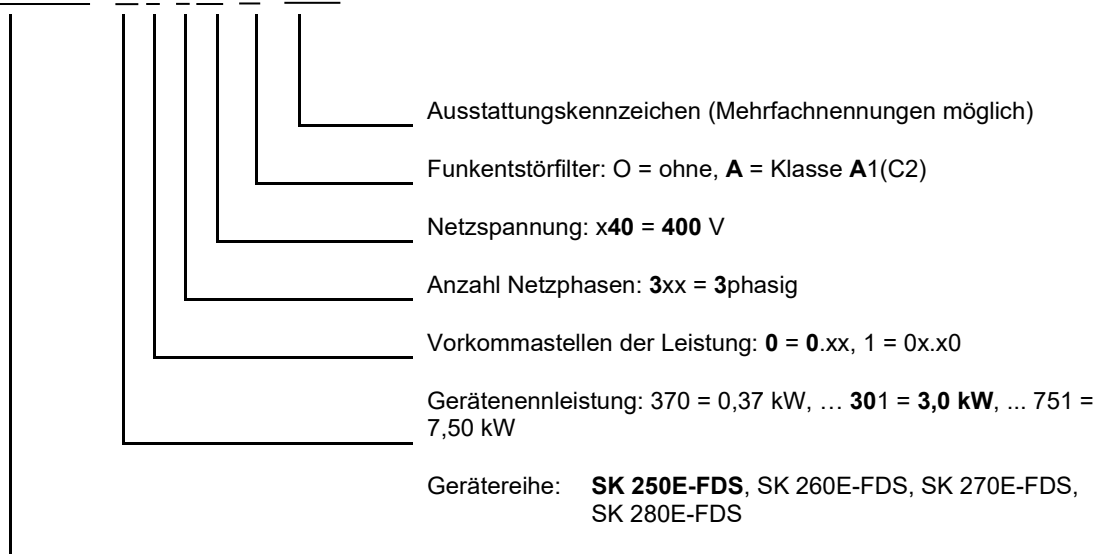 Ausstattungskennzeichen (Mehrfachnennungen möglich)
Funkentstörfilter: O = ohne, A = Klasse A1(C2)
Netzspannung: x40 = 400 V
Anzahl Netzphasen: 3xx = 3phasig
Vorkommastellen der Leistung: 0 = 0.xx, 1 = 0x.x0
Gerätenennleistung: 370 = 0,37 kW, … 301 = 3,0 kW, ... 751 =
7,50 kW
Gerätereihe: SK 250E-FDS, SK 260E-FDS, SK 270E-FDS,
SK 280E-FDS